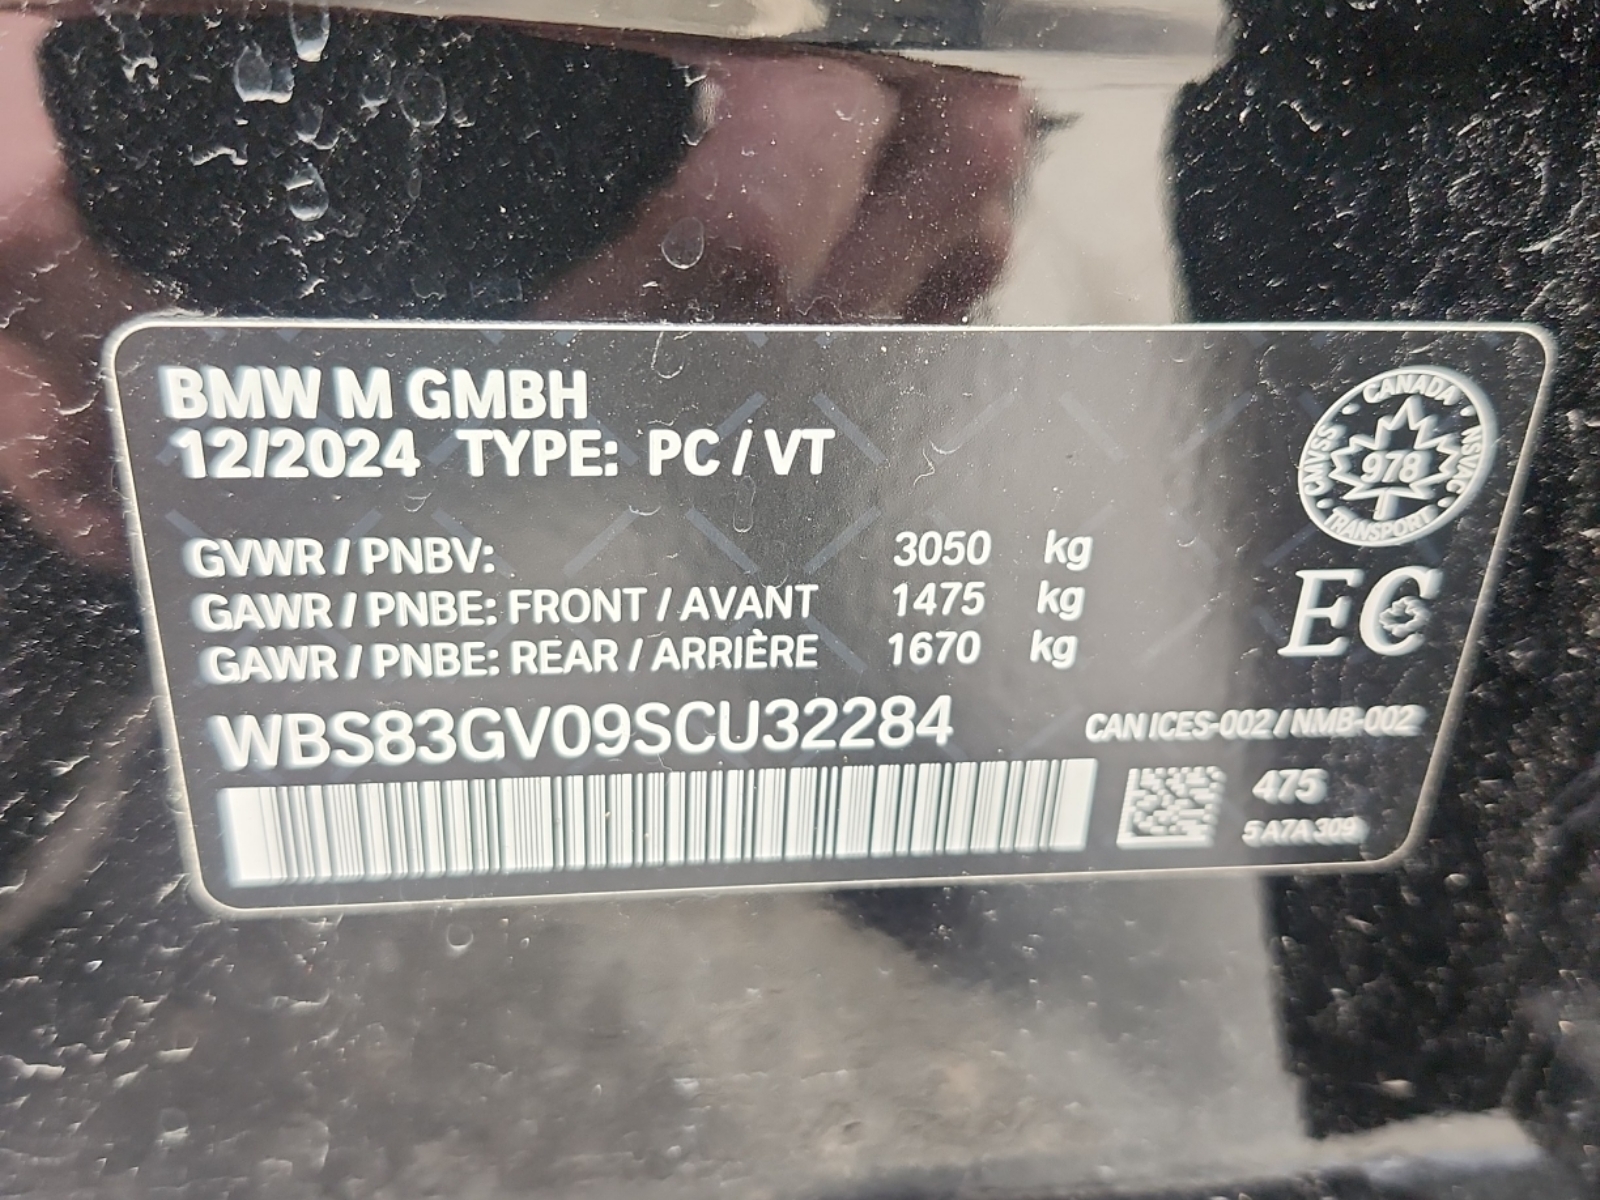 BMW M GMBH
12/2024 TYPE: PC / VT
CANADA
NSVAC
TRANSPORT
CMVSS
978
GVWR / PNBV: 3050 kg
GAWR / PNBE: FRONT / AVANT 1475 kg
GAWR / PNBE: REAR / ARRIÈRE 1670 kg
EC
WBS83GV09SCU32284
CAN ICES-002 / NMB-002
475
5 A7A 309